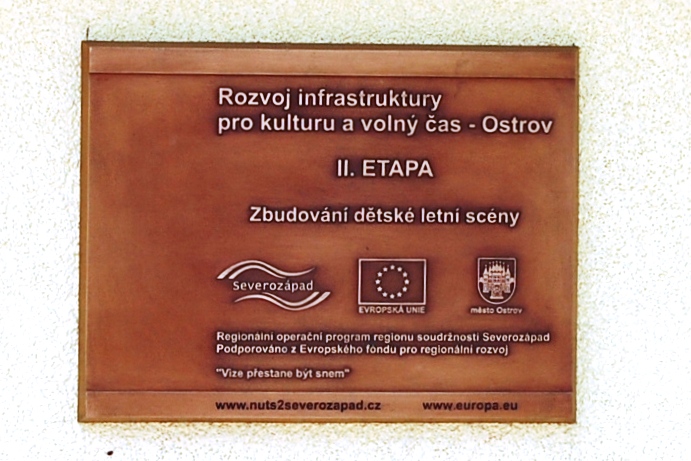 Rozvoj infrastruktury
pro kulturu a volný čas - Ostrov
II. ETAPA
Zbudování dětské letní scény
Severozápad
EVROPSKÁ UNIE
město Ostrov
Regionální operační program regionu soudržnosti Severozápad
Podporováno z Evropského fondu pro regionální rozvoj
"Vize přestane být snem"
www.nuts2severozapad.cz www.europa.eu